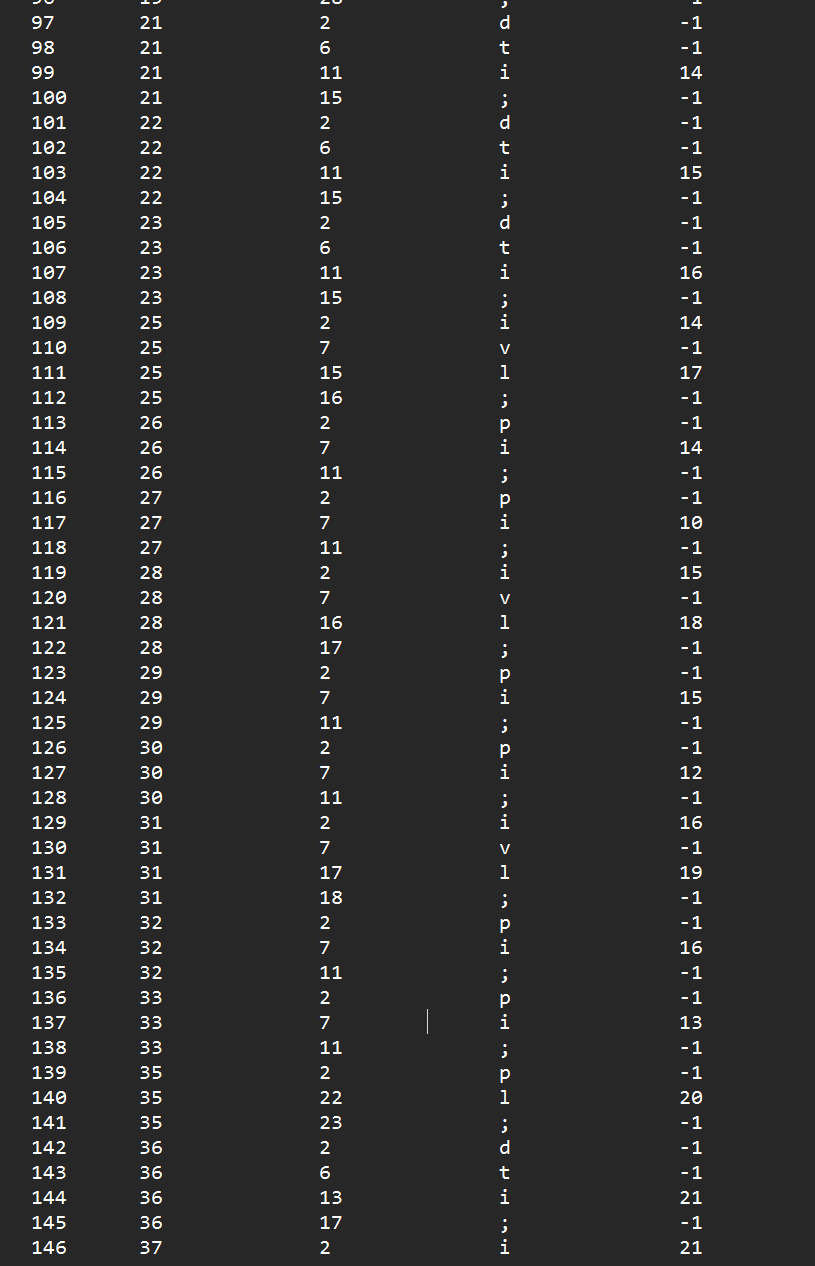 97 21 2 d -1
98 21 6 t -1
99 21 11 i 14
100 21 15 ; -1
101 22 2 d -1
102 22 6 t -1
103 22 11 i 15
104 22 15 ; -1
105 23 2 d -1
106 23 6 t -1
107 23 11 i 16
108 23 15 ; -1
109 25 2 i 14
110 25 7 v -1
111 25 15 l 17
112 25 16 ; -1
113 26 2 p -1
114 26 7 i 14
115 26 11 ; -1
116 27 2 p -1
117 27 7 i 10
118 27 11 ; -1
119 28 2 i 15
120 28 7 v -1
121 28 16 l 18
122 28 17 ; -1
123 29 2 p -1
124 29 7 i 15
125 29 11 ; -1
126 30 2 p -1
127 30 7 i 12
128 30 11 ; -1
129 31 2 i 16
130 31 7 v -1
131 31 17 l 19
132 31 18 ; -1
133 32 2 p -1
134 32 7 i 16
135 32 11 ; -1
136 33 2 p -1
137 33 7 i 13
138 33 11 ; -1
139 35 2 p -1
140 35 22 l 20
141 35 23 ; -1
142 36 2 d -1
143 36 6 t -1
144 36 13 i 21
145 36 17 ; -1
146 37 2 i 21